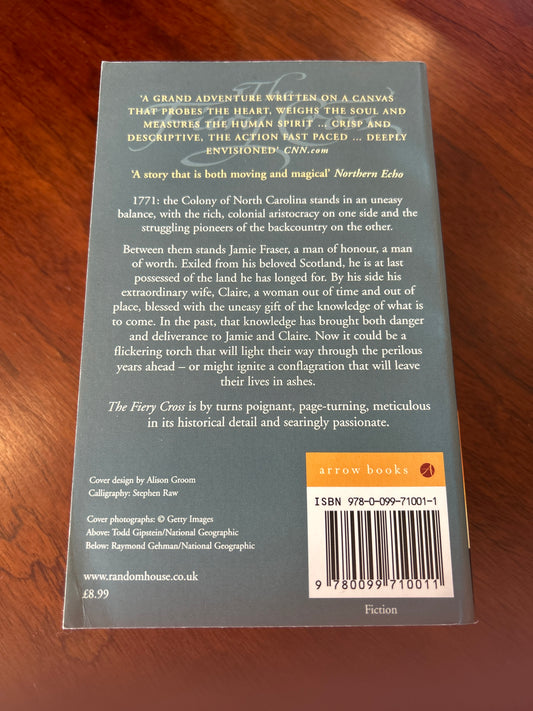 'A GRAND ADVENTURE WRITTEN ON A CANVAS
THAT PROBES THE HEART, WEIGHS THE SOUL AND
MEASURES THE HUMAN SPIRIT ... CRISP AND
DESCRIPTIVE, THE ACTION FAST PACED ... DEEPLY
ENVISIONED' CNN.com
'A story that is both moving and magical' Northern Echo
1771: the Colony of North Carolina stands in an uneasy
balance, with the rich, colonial aristocracy on one side and the
struggling pioneers of the backcountry on the other.
Between them stands Jamie Fraser, a man of honour, a man
of worth. Exiled from his beloved Scotland, he is at last
possessed of the land he has longed for. By his side his
extraordinary wife, Claire, a woman out of time and out of
place, blessed with the uneasy gift of the knowledge of what is
to come. In the past, that knowledge has brought both danger
and deliverance to Jamie and Claire. Now it could be a
flickering torch that will light their way through the perilous
years ahead – or might ignite a conflagration that will leave
their lives in ashes.
The Fiery Cross is by turns poignant, page-turning, meticulous
in its historical detail and searingly passionate.
Cover design by Alison Groom
Calligraphy: Stephen Raw
Cover photographs: © Getty Images
Above: Todd Gipstein/National Geographic
Below: Raymond Gehman/National Geographic
www.randomhouse.co.uk
£8.99
arrow books
ISBN 978-0-099-71001-1
9 780099 710011
Fiction